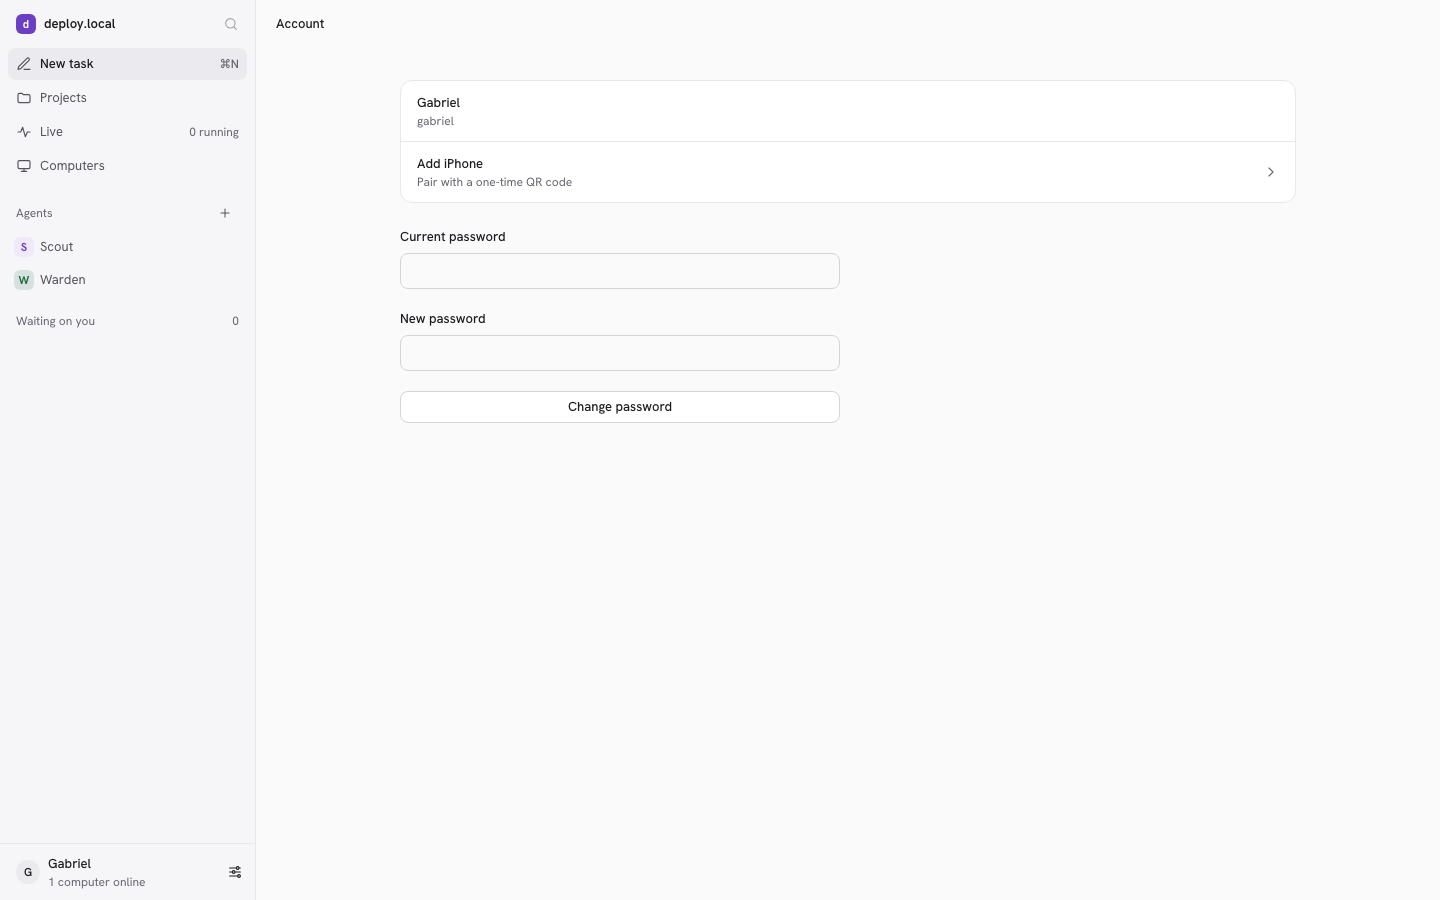 d deploy.local
Account
New task ⌘N
Projects
Live 0 running
Computers
Agents
S Scout
W Warden
Waiting on you 0
Gabriel
gabriel
Add iPhone
Pair with a one-time QR code
Current password
New password
Change password
G Gabriel
1 computer online